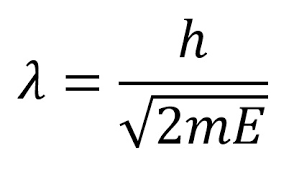 λ = h / √2mE